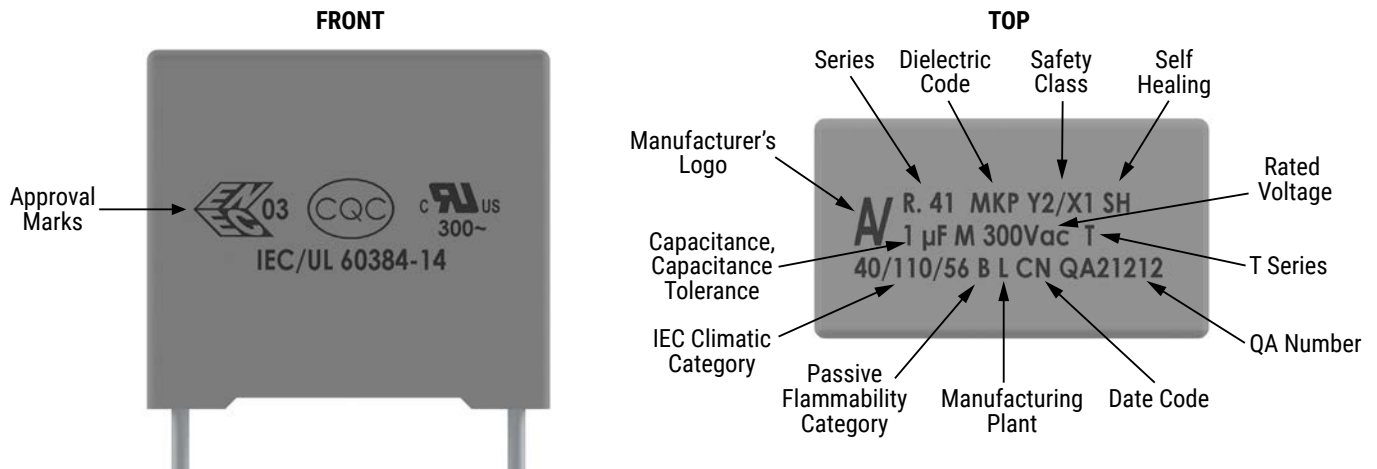 FRONT
Approval
Marks
ENEC 03
CQC
C RU US
300~
IEC/UL 60384-14
TOP
Series
Dielectric
Code
Safety
Class
Self
Healing
Manufacturer's
Logo
Rated
Voltage
R. 41 MKP Y2/X1 SH
1 µF M 300Vac T
40/110/56 B L CN QA21212
Capacitance,
Capacitance
Tolerance
T Series
IEC Climatic
Category
QA Number
Passive
Flammability
Category
Manufacturing
Plant
Date Code